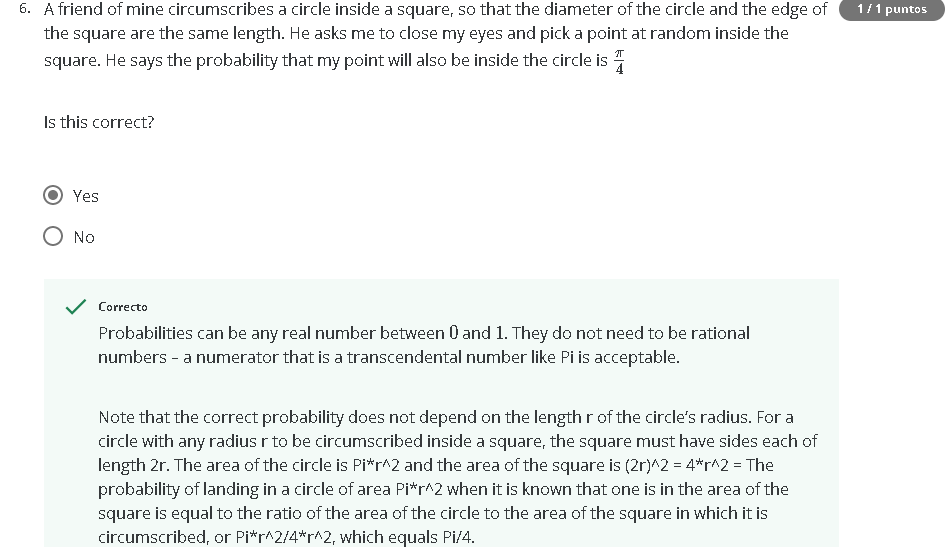 6. A friend of mine circumscribes a circle inside a square, so that the diameter of the circle and the edge of
1 / 1 puntos
the square are the same length. He asks me to close my eyes and pick a point at random inside the
square. He says the probability that my point will also be inside the circle is π/4
Is this correct?
Yes
No
Correcto
Probabilities can be any real number between 0 and 1. They do not need to be rational
numbers – a numerator that is a transcendental number like Pi is acceptable.
Note that the correct probability does not depend on the length r of the circle's radius. For a
circle with any radius r to be circumscribed inside a square, the square must have sides each of
length 2r. The area of the circle is Pi*r^2 and the area of the square is (2r)^2 = 4*r^2 = The
probability of landing in a circle of area Pi*r^2 when it is known that one is in the area of the
square is equal to the ratio of the area of the circle to the area of the square in which it is
circumscribed, or Pi*r^2/4*r^2, which equals Pi/4.